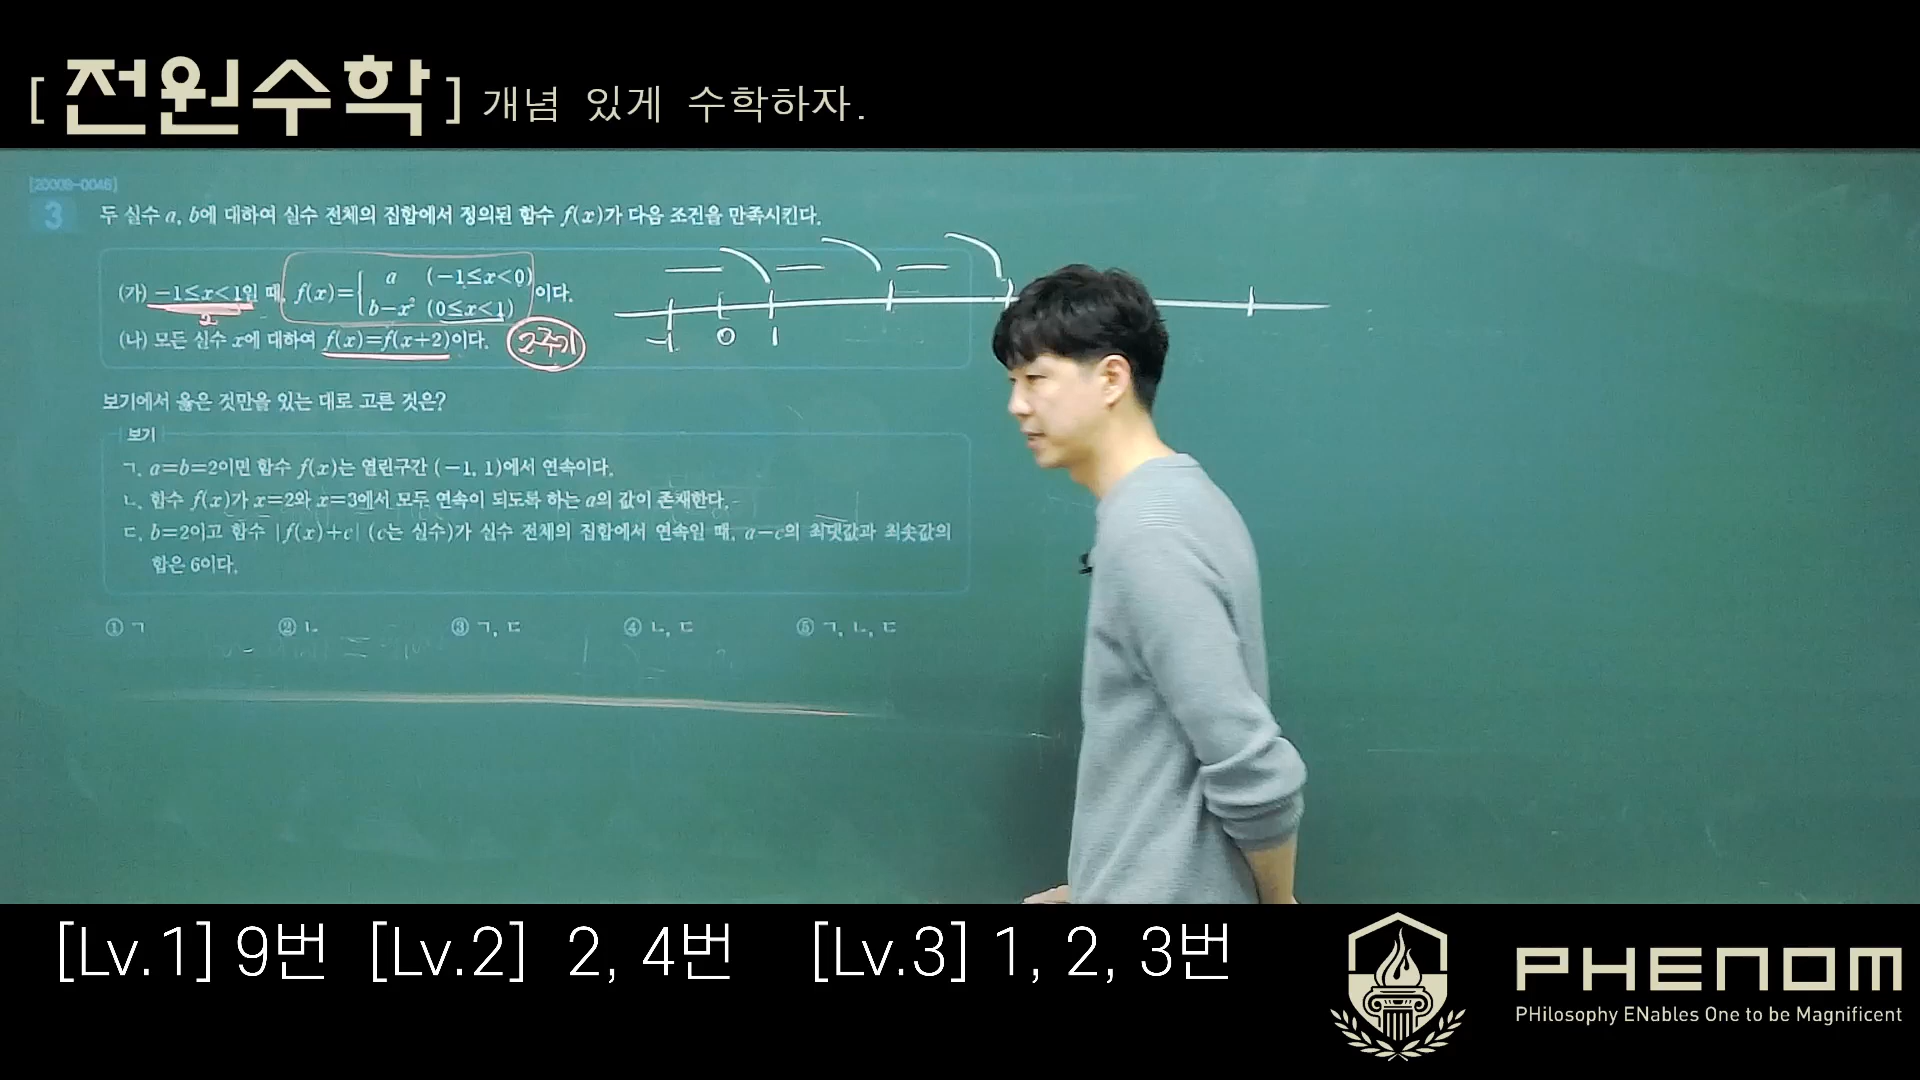 [전원수학] 개념 있게 수학하자.
[20009-0046]
3 두 실수 a, b에 대하여 실수 전체의 집합에서 정의된 함수 f(x)가 다음 조건을 만족시킨다.
(가) -1≤x<1일 때, f(x)={ a (-1≤x<0)
b-x² (0≤x<1) 이다.
2
(나) 모든 실수 x에 대하여 f(x)=f(x+2)이다. 2주기
-1 0 1
보기에서 옳은 것만을 있는 대로 고른 것은?
보기
ㄱ. a=b=2이면 함수 f(x)는 열린구간 (-1, 1)에서 연속이다.
ㄴ. 함수 f(x)가 x=2와 x=3에서 모두 연속이 되도록 하는 a의 값이 존재한다.
ㄷ. b=2이고 함수 |f(x)+c| (c는 실수)가 실수 전체의 집합에서 연속일 때, a-c의 최댓값과 최솟값의
합은 6이다.
① ㄱ ② ㄴ ③ ㄱ, ㄷ ④ ㄴ, ㄷ ⑤ ㄱ, ㄴ, ㄷ
[Lv.1] 9번 [Lv.2] 2, 4번 [Lv.3] 1, 2, 3번
PHENOM
PHilosophy ENables One to be Magnificent